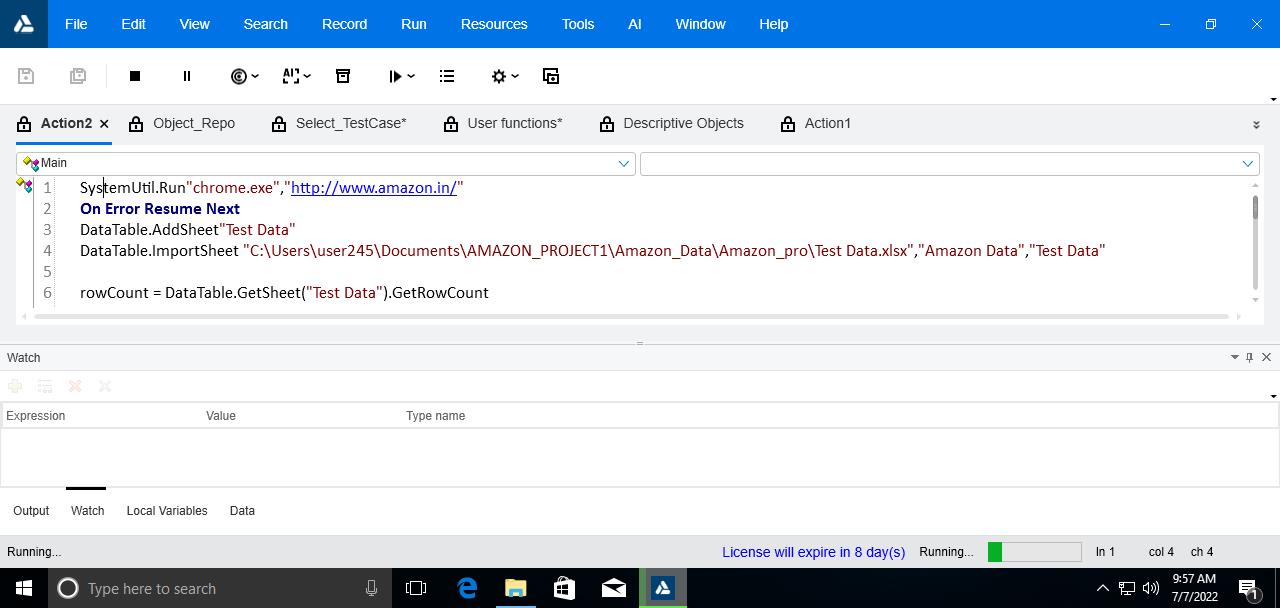 File Edit View Search Record Run Resources Tools AI Window Help
AI
Action2 Object_Repo Select_TestCase* User functions* Descriptive Objects Action1
Main
1 SystemUtil.Run"chrome.exe","http://www.amazon.in/"
2 On Error Resume Next
3 DataTable.AddSheet"Test Data"
4 DataTable.ImportSheet "C:\Users\user245\Documents\AMAZON_PROJECT1\Amazon_Data\Amazon_pro\Test Data.xlsx","Amazon Data","Test Data"
5
6 rowCount = DataTable.GetSheet("Test Data").GetRowCount
Watch
Expression Value Type name
Output Watch Local Variables Data
Running... License will expire in 8 day(s) Running... ln 1 col 4 ch 4
Type here to search
9:57 AM
7/7/2022
1